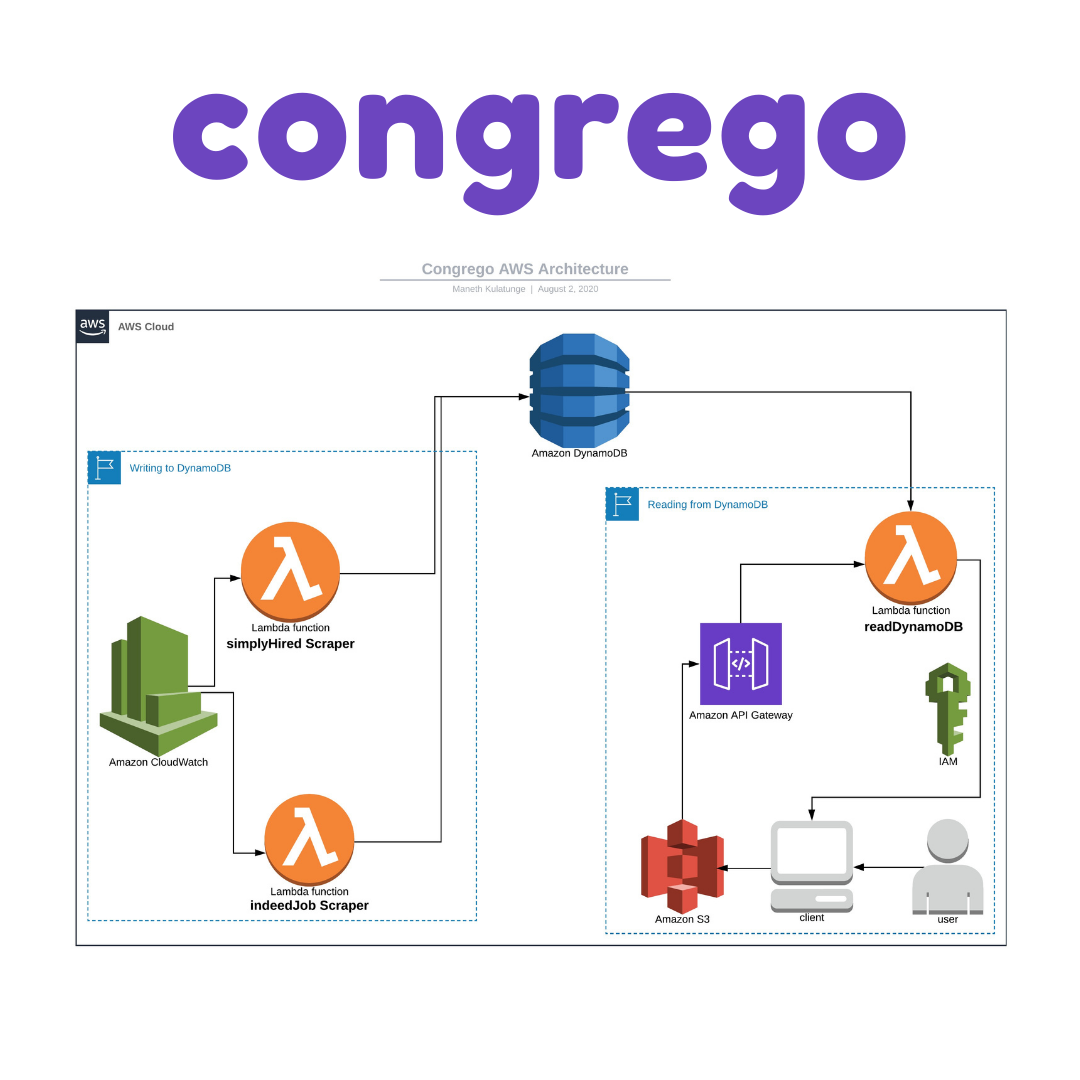 congrego
Congrego AWS Architecture
Maneth Kulatunge | August 2, 2020
aws
AWS Cloud
Amazon DynamoDB
Writing to DynamoDB
Lambda function
simplyHired Scraper
Amazon CloudWatch
Lambda function
indeedJob Scraper
Reading from DynamoDB
Lambda function
readDynamoDB
</>
Amazon API Gateway
IAM
Amazon S3
client
user